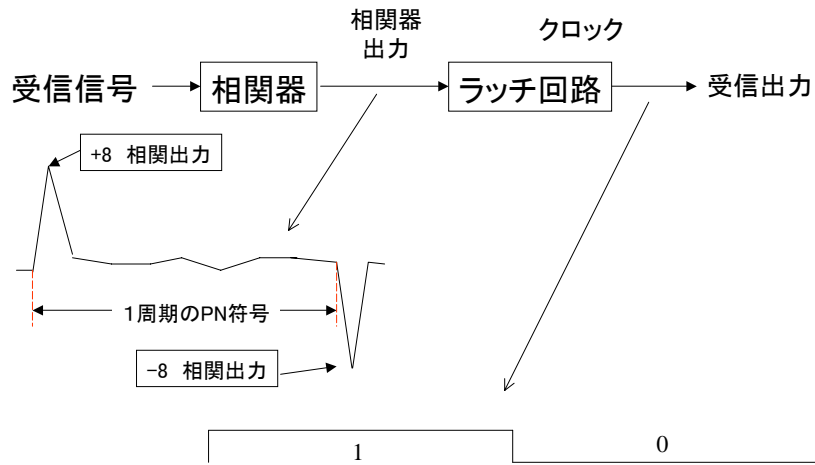 相関器
出力
クロック
受信信号
相関器
ラッチ回路
受信出力
+8 相関出力
1周期のPN符号
−8 相関出力
1
0